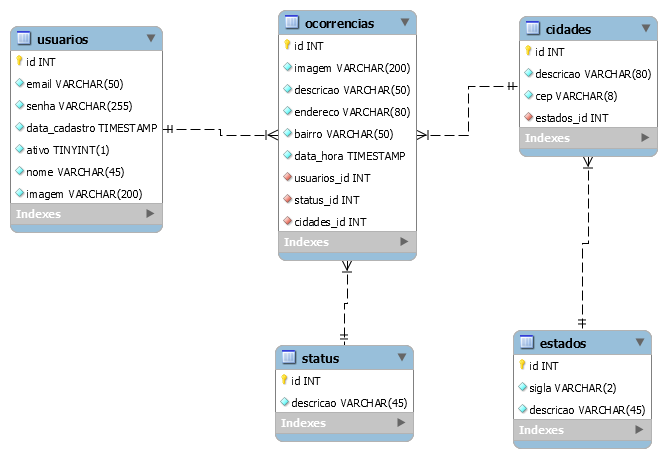 usuarios
id INT
email VARCHAR(50)
senha VARCHAR(255)
data_cadastro TIMESTAMP
ativo TINYINT(1)
nome VARCHAR(45)
imagem VARCHAR(200)
Indexes
ocorrencias
id INT
imagem VARCHAR(200)
descricao VARCHAR(50)
endereco VARCHAR(80)
bairro VARCHAR(50)
data_hora TIMESTAMP
usuarios_id INT
status_id INT
cidades_id INT
Indexes
cidades
id INT
descricao VARCHAR(80)
cep VARCHAR(8)
estados_id INT
Indexes
status
id INT
descricao VARCHAR(45)
Indexes
estados
id INT
sigla VARCHAR(2)
descricao VARCHAR(45)
Indexes